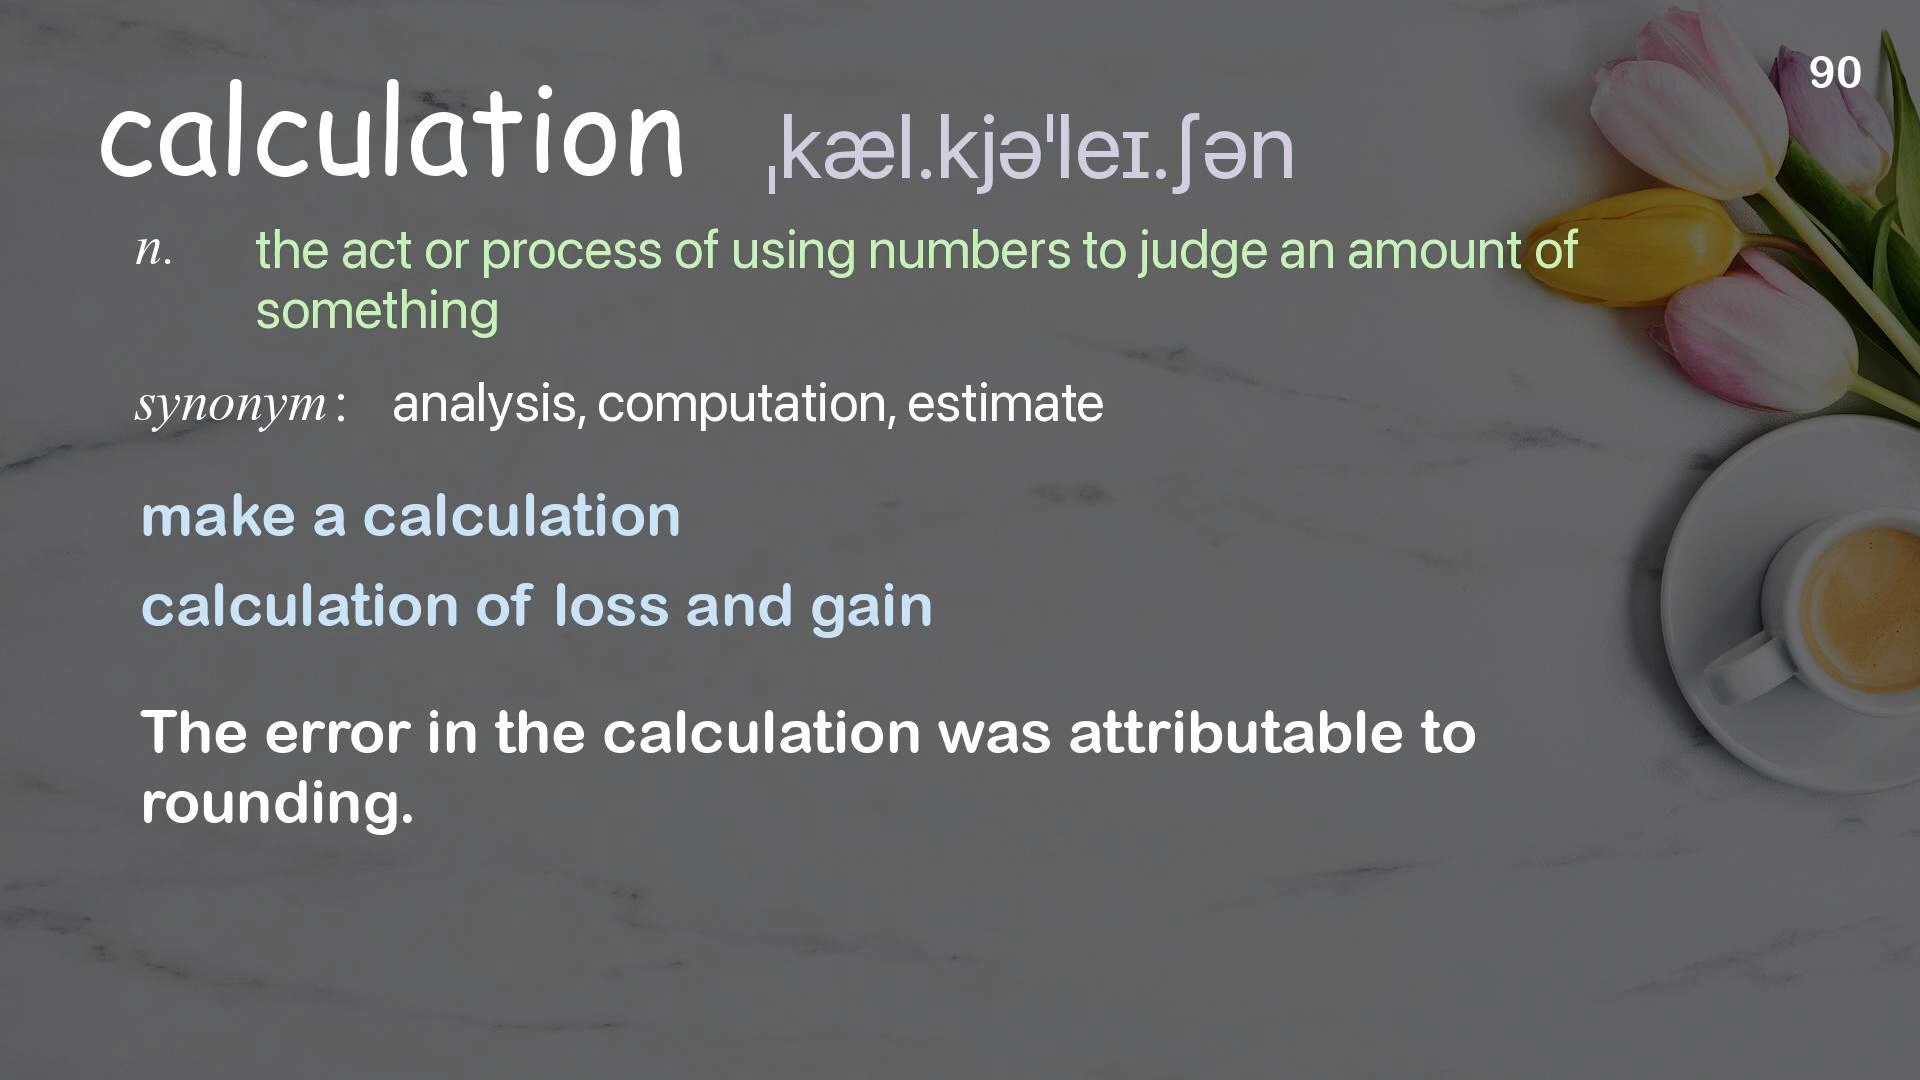 90
calculation ˌkæl.kjəˈleɪ.ʃən
n. the act or process of using numbers to judge an amount of
something
synonym: analysis, computation, estimate
make a calculation
calculation of loss and gain
The error in the calculation was attributable to
rounding.